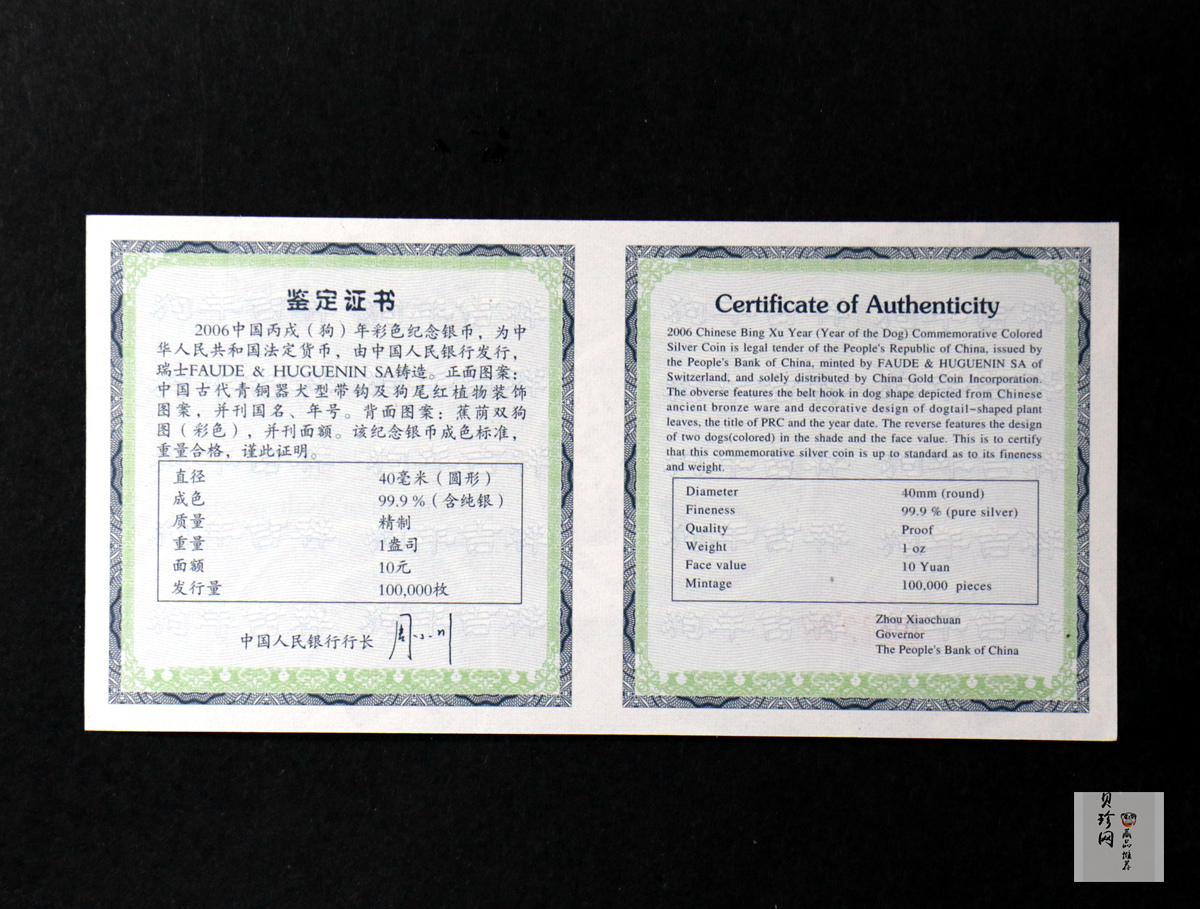 鉴定证书
2006中国丙戌（狗）年彩色纪念银币，为中
华人民共和国法定货币，由中国人民银行发行，
瑞士FAUDE & HUGUENIN SA铸造。正面图案：
中国古代青铜器犬型带钩及狗尾红植物装饰
图案，并刊国名、年号。背面图案：蕉荫双狗
图（彩色），并刊面额。该纪念银币成色标准，
重量合格，谨此证明。
直径 40毫米（圆形）
成色 99.9%（含纯银）
质量 精制
重量 1盎司
面额 10元
发行量 100,000枚
中国人民银行行长 周小川
Certificate of Authenticity
2006 Chinese Bing Xu Year (Year of the Dog) Commemorative Colored
Silver Coin is legal tender of the People's Republic of China, issued by
the People's Bank of China, minted by FAUDE & HUGUENIN SA of
Switzerland, and solely distributed by China Gold Coin Incorporation.
The obverse features the belt hook in dog shape depicted from Chinese
ancient bronze ware and decorative design of dogtail-shaped plant
leaves, the title of PRC and the year date. The reverse features the design
of two dogs(colored) in the shade and the face value. This is to certify
that this commemorative silver coin is up to standard as to its fineness
and weight.
Diameter 40mm (round)
Fineness 99.9 % (pure silver)
Quality Proof
Weight 1 oz
Face value 10 Yuan
Mintage 100,000 pieces
Zhou Xiaochuan
Governor
The People's Bank of China
贝珍网
藏品推荐